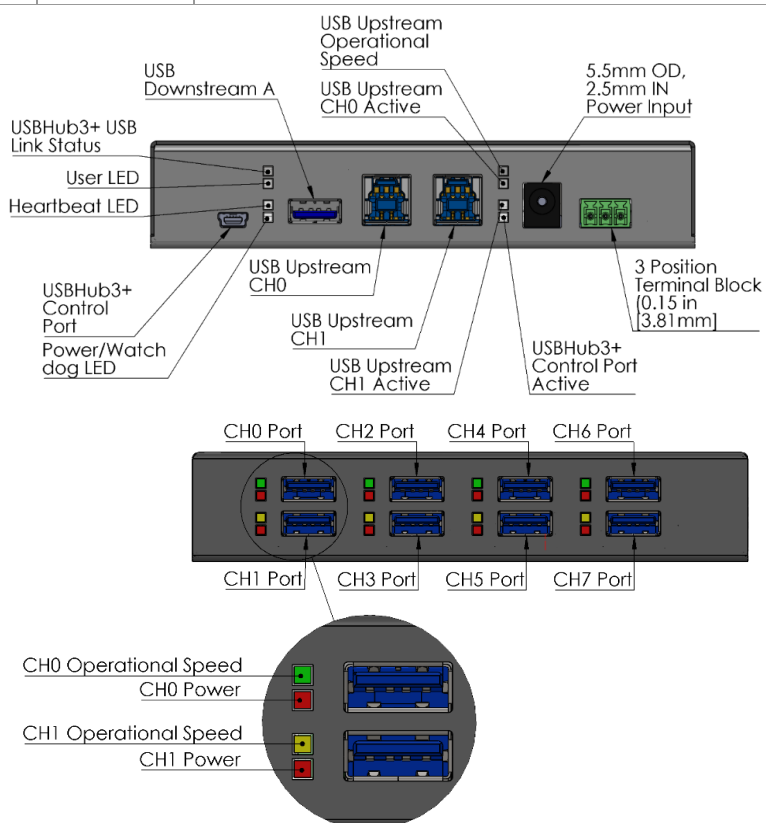 USB Upstream
Operational
Speed
USB
Downstream A
USB Upstream
CH0 Active
5.5mm OD,
2.5mm IN
Power Input
USBHub3+ USB
Link Status
User LED
Heartbeat LED
USBHub3+
Control
Port
Power/Watch
dog LED
USB Upstream
CH0
USB Upstream
CH1
USB Upstream
CH1 Active
USBHub3+
Control Port
Active
3 Position
Terminal Block
(0.15 in
[3.81mm]
CH0 Port
CH2 Port
CH4 Port
CH6 Port
CH1 Port
CH3 Port
CH5 Port
CH7 Port
CH0 Operational Speed
CH0 Power
CH1 Operational Speed
CH1 Power